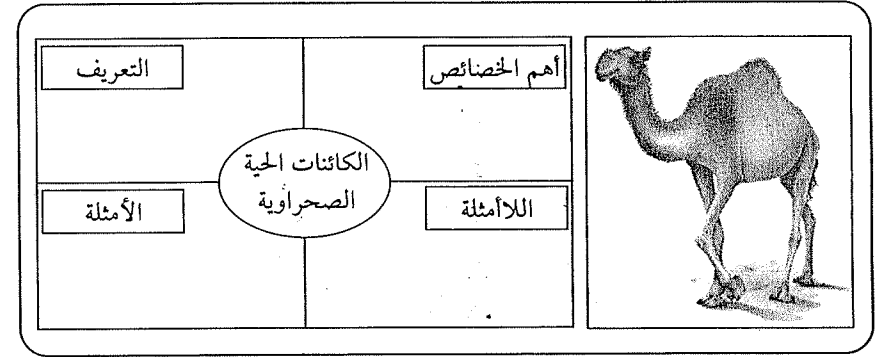 أهم الخصائص
التعريف
الكائنات الحية
الصحراوية
اللاأمثلة
الأمثلة